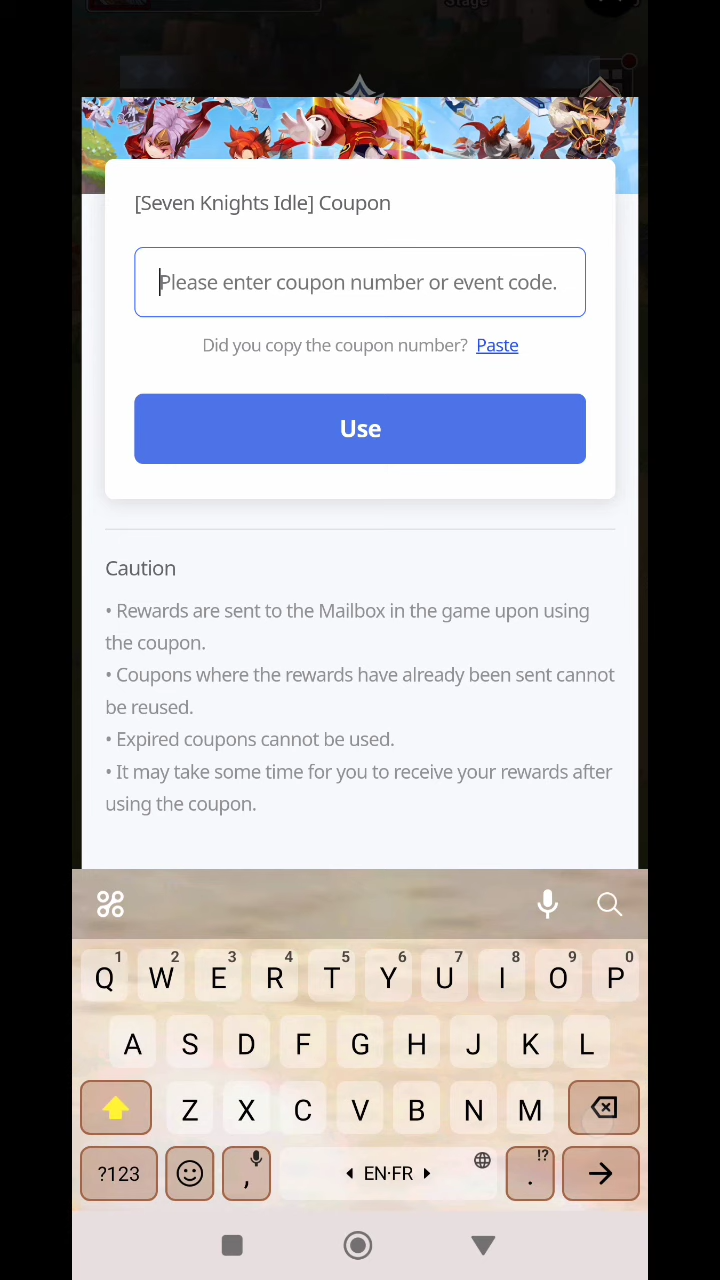 Stage
[Seven Knights Idle] Coupon
Please enter coupon number or event code.
Did you copy the coupon number? Paste
Use
Caution
• Rewards are sent to the Mailbox in the game upon using
the coupon.
• Coupons where the rewards have already been sent cannot
be reused.
• Expired coupons cannot be used.
• It may take some time for you to receive your rewards after
using the coupon.
1 2 3 4 5 6 7 8 9 0
Q W E R T Y U I O P
A S D F G H J K L
Z X C V B N M
?123 , EN·FR !? .